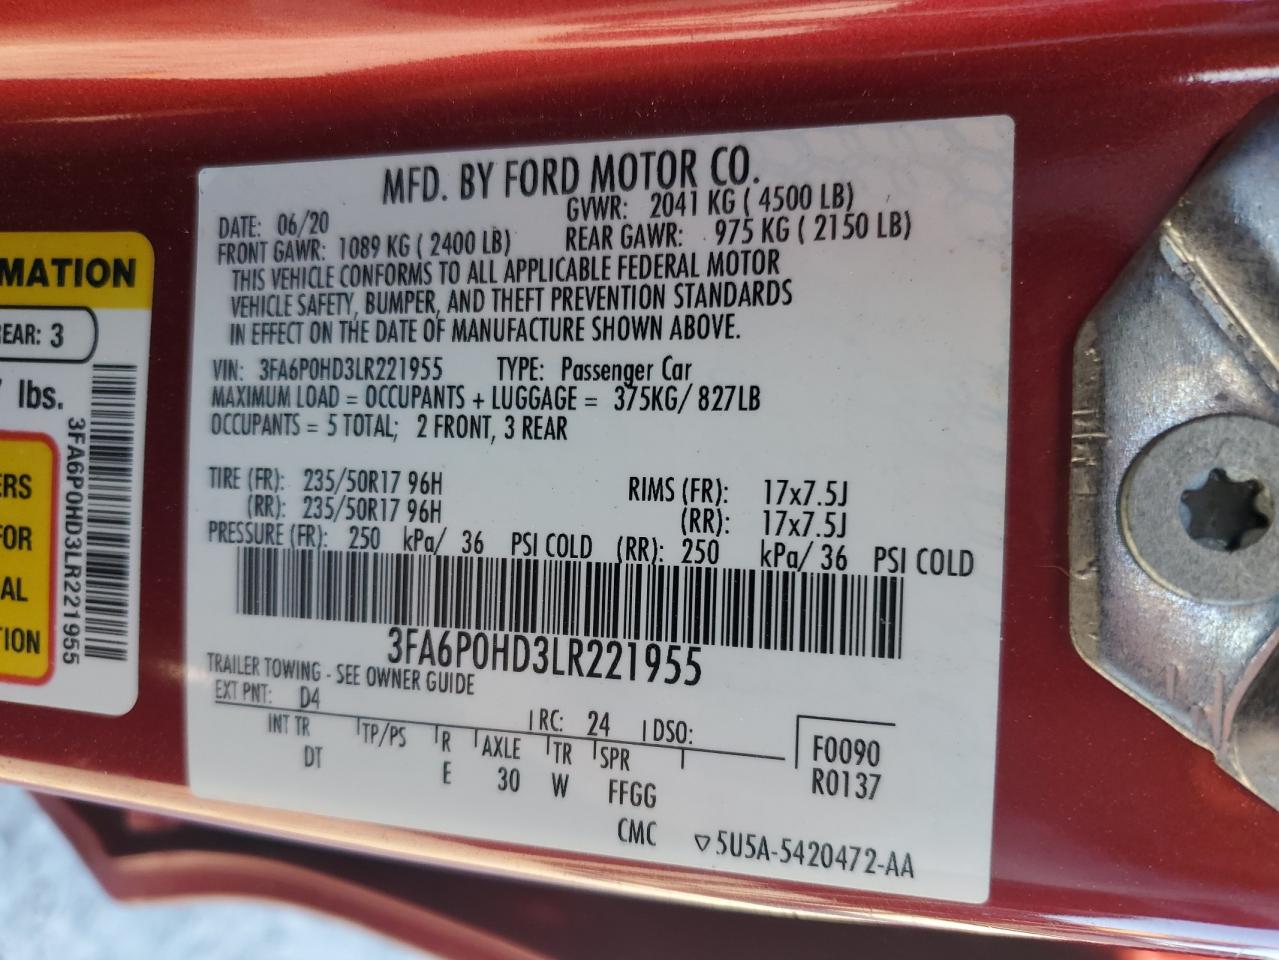 MFD. BY FORD MOTOR CO.
DATE: 06/20 GVWR: 2041 KG ( 4500 LB)
FRONT GAWR: 1089 KG ( 2400 LB) REAR GAWR: 975 KG ( 2150 LB)
THIS VEHICLE CONFORMS TO ALL APPLICABLE FEDERAL MOTOR
VEHICLE SAFETY, BUMPER, AND THEFT PREVENTION STANDARDS
IN EFFECT ON THE DATE OF MANUFACTURE SHOWN ABOVE.
VIN: 3FA6P0HD3LR221955 TYPE: Passenger Car
MAXIMUM LOAD = OCCUPANTS + LUGGAGE = 375KG/ 827LB
OCCUPANTS = 5 TOTAL; 2 FRONT, 3 REAR
TIRE (FR): 235/50R17 96H RIMS (FR): 17x7.5J
(RR): 235/50R17 96H (RR): 17x7.5J
PRESSURE (FR): 250 kPa/ 36 PSI COLD (RR): 250 kPa/ 36 PSI COLD
3FA6P0HD3LR221955
TRAILER TOWING - SEE OWNER GUIDE
EXT PNT: D4 RC: 24 DSO:
INT TR TP/PS R AXLE TR SPR F0090
DT E 30 W FFGG R0137
CMC ▽5U5A-5420472-AA
MATION
EAR: 3
lbs.
3FA6P0HD3LR221955
ERS
FOR
AL
TION